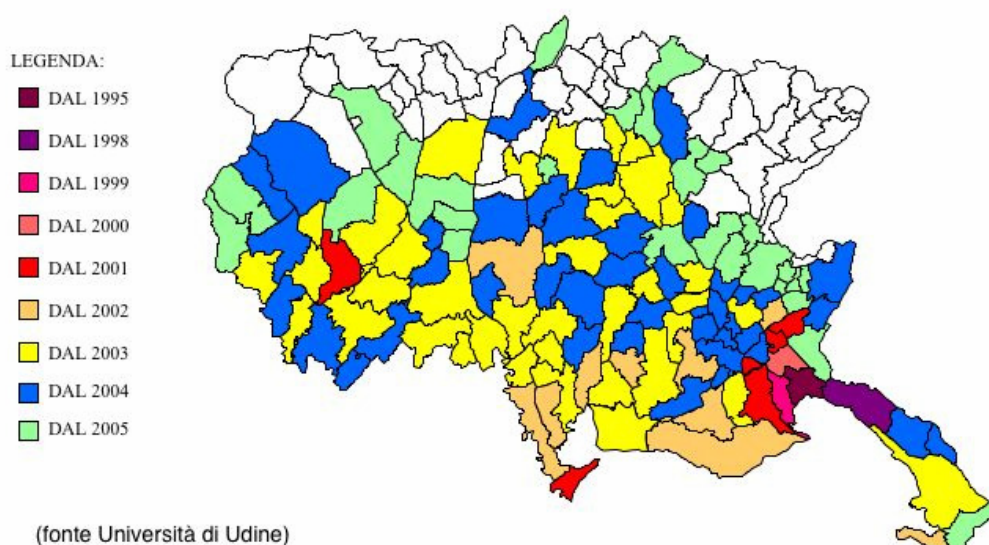 LEGENDA:
DAL 1995
DAL 1998
DAL 1999
DAL 2000
DAL 2001
DAL 2002
DAL 2003
DAL 2004
DAL 2005
(fonte Università di Udine)